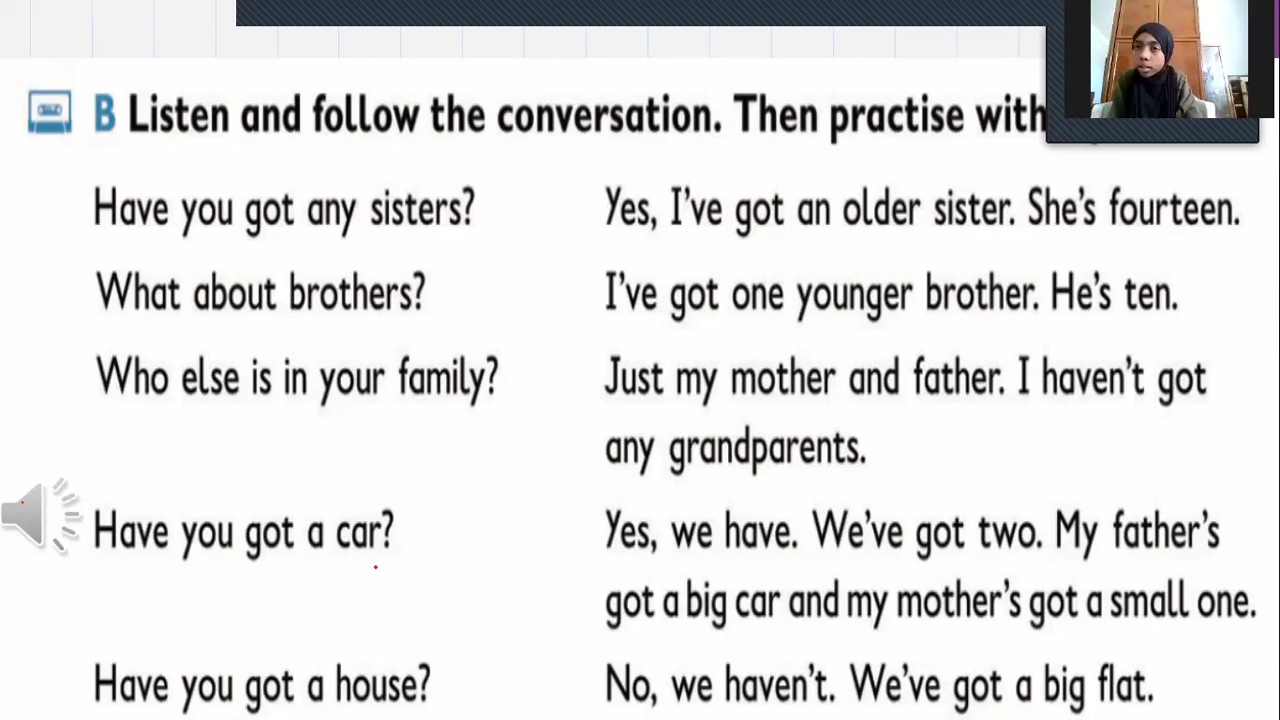 B Listen and follow the conversation. Then practise with
Have you got any sisters? Yes, I've got an older sister. She's fourteen.
What about brothers? I've got one younger brother. He's ten.
Who else is in your family? Just my mother and father. I haven't got
any grandparents.
Have you got a car? Yes, we have. We've got two. My father's
got a big car and my mother's got a small one.
Have you got a house? No, we haven't. We've got a big flat.